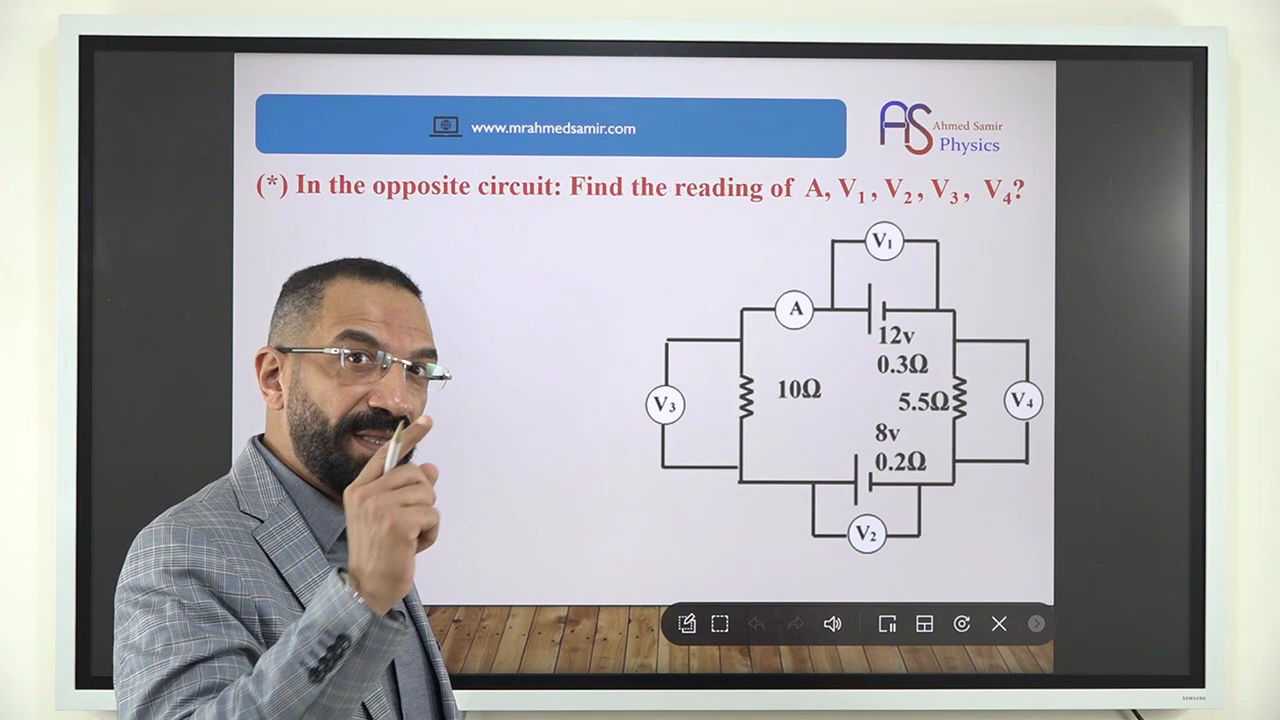 www.mrahmedsamir.com
AS Ahmed Samir
Physics
(*) In the opposite circuit: Find the reading of A, V₁, V₂, V₃, V₄?
V₁
A
12v
0.3Ω
V₃
10Ω
5.5Ω
V₄
8v
0.2Ω
V₂
SAMSUNG